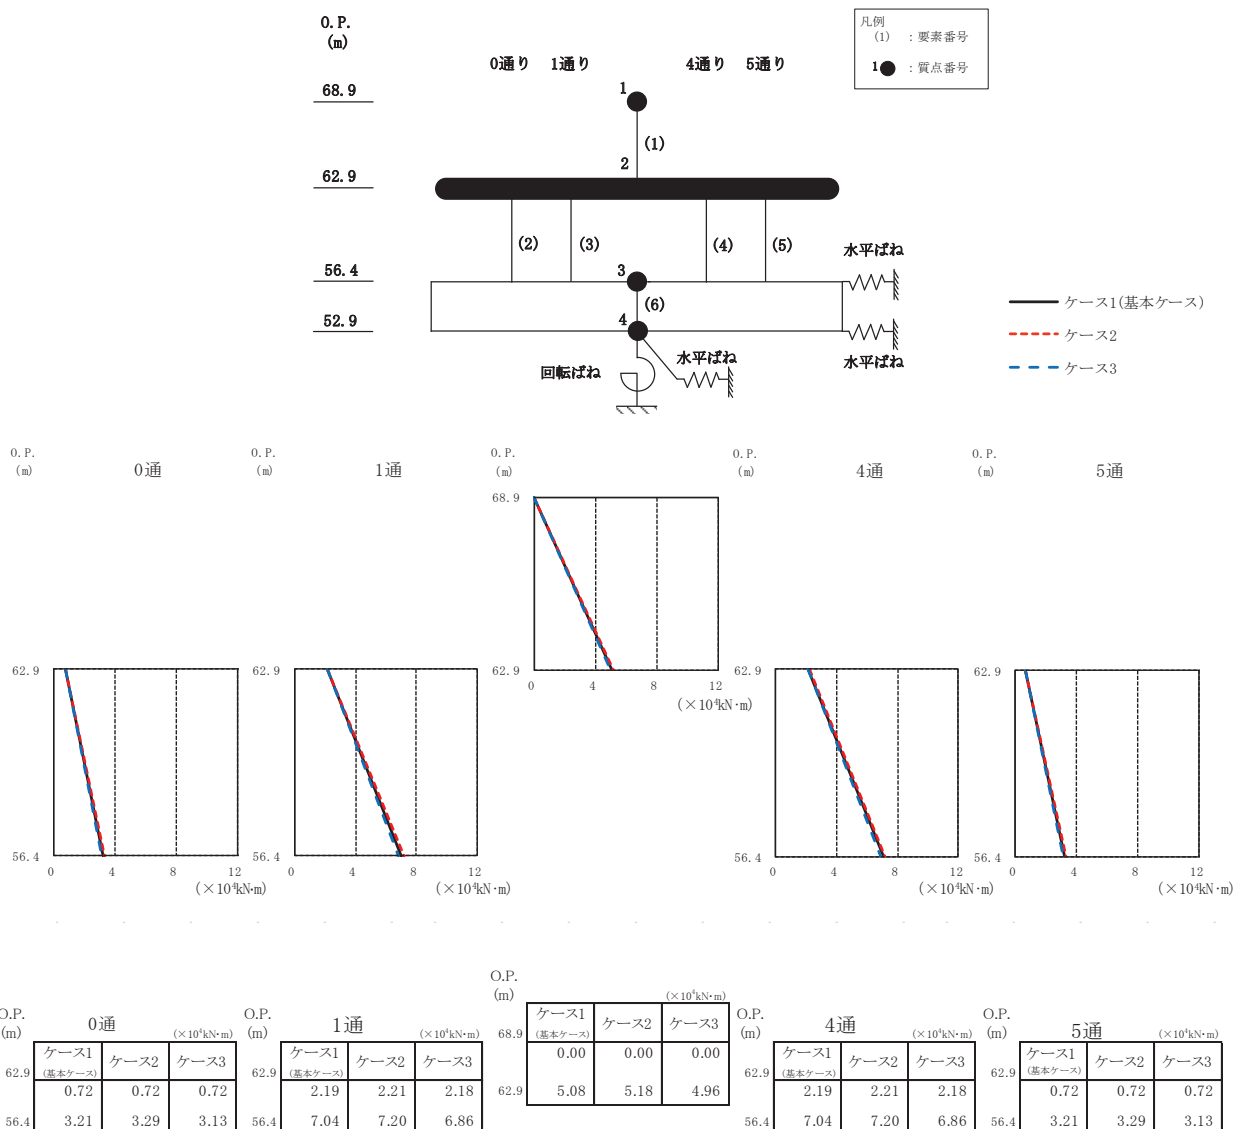 O.P.
(m)
凡例
(1) :要素番号
1 :質点番号
0通り 1通り 4通り 5通り
68.9
1
(1)
62.9
2
(2) (3) (4) (5)
水平ばね
56.4
3
(6)
52.9
4
水平ばね
水平ばね
回転ばね
ケース1(基本ケース)
ケース2
ケース3
O.P.
(m)
0通
62.9
56.4
0 4 8 12
(×10⁴kN·m)
O.P.
(m)
1通
62.9
56.4
0 4 8 12
(×10⁴kN·m)
O.P.
(m)
68.9
62.9
0 4 8 12
(×10⁴kN·m)
O.P.
(m)
4通
62.9
56.4
0 4 8 12
(×10⁴kN·m)
O.P.
(m)
5通
62.9
56.4
0 4 8 12
(×10⁴kN·m)
O.P.
(m)
0通
(×10⁴kN·m)
ケース1
(基本ケース)
ケース2 ケース3
62.9 0.72 0.72 0.72
56.4 3.21 3.29 3.13
O.P.
(m)
1通
(×10⁴kN·m)
ケース1
(基本ケース)
ケース2 ケース3
62.9 2.19 2.21 2.18
56.4 7.04 7.20 6.86
O.P.
(m)
(×10⁴kN·m)
ケース1
(基本ケース)
ケース2 ケース3
68.9 0.00 0.00 0.00
62.9 5.08 5.18 4.96
O.P.
(m)
4通
(×10⁴kN·m)
ケース1
(基本ケース)
ケース2 ケース3
62.9 2.19 2.21 2.18
56.4 7.04 7.20 6.86
O.P.
(m)
5通
(×10⁴kN·m)
ケース1
(基本ケース)
ケース2 ケース3
62.9 0.72 0.72 0.72
56.4 3.21 3.29 3.13